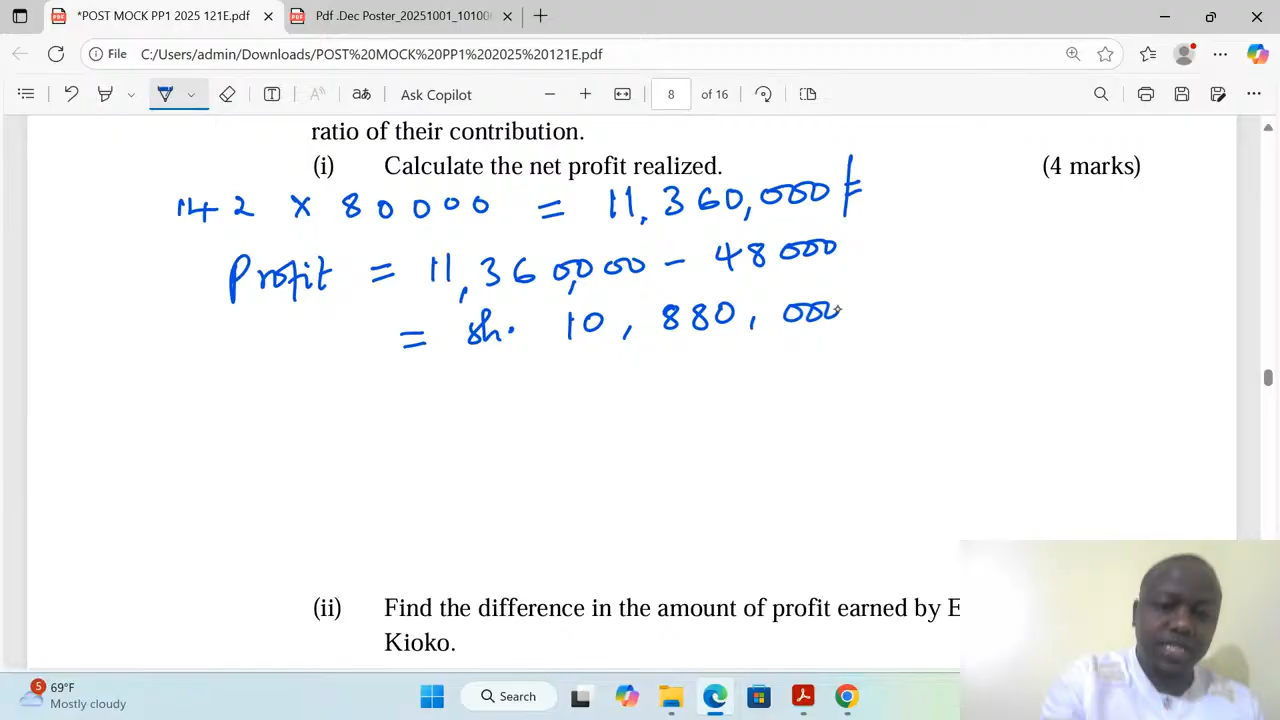 *POST MOCK PP1 2025 121E.pdf
Pdf .Dec Poster_20251001_10100
File C:/Users/admin/Downloads/POST%20MOCK%20PP1%202025%20121E.pdf
Ask Copilot 8 of 16
ratio of their contribution.
(i) Calculate the net profit realized. (4 marks)
142 × 80000 = 11,360,000/=
Profit = 11,360,000 - 48000
= sh. 10,880,000
(ii) Find the difference in the amount of profit earned by E
Kioko.
5 69°F
Mostly cloudy
Search